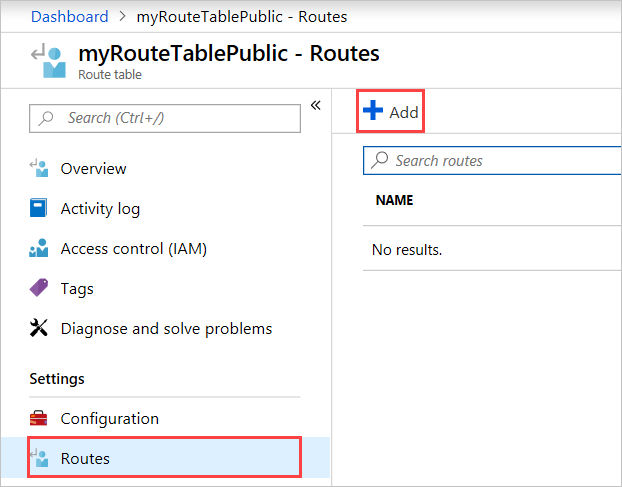 Dashboard > myRouteTablePublic - Routes
myRouteTablePublic - Routes
Route table
Search (Ctrl+/)
«
Overview
Activity log
Access control (IAM)
Tags
Diagnose and solve problems
Settings
Configuration
Routes
+ Add
Search routes
NAME
No results.